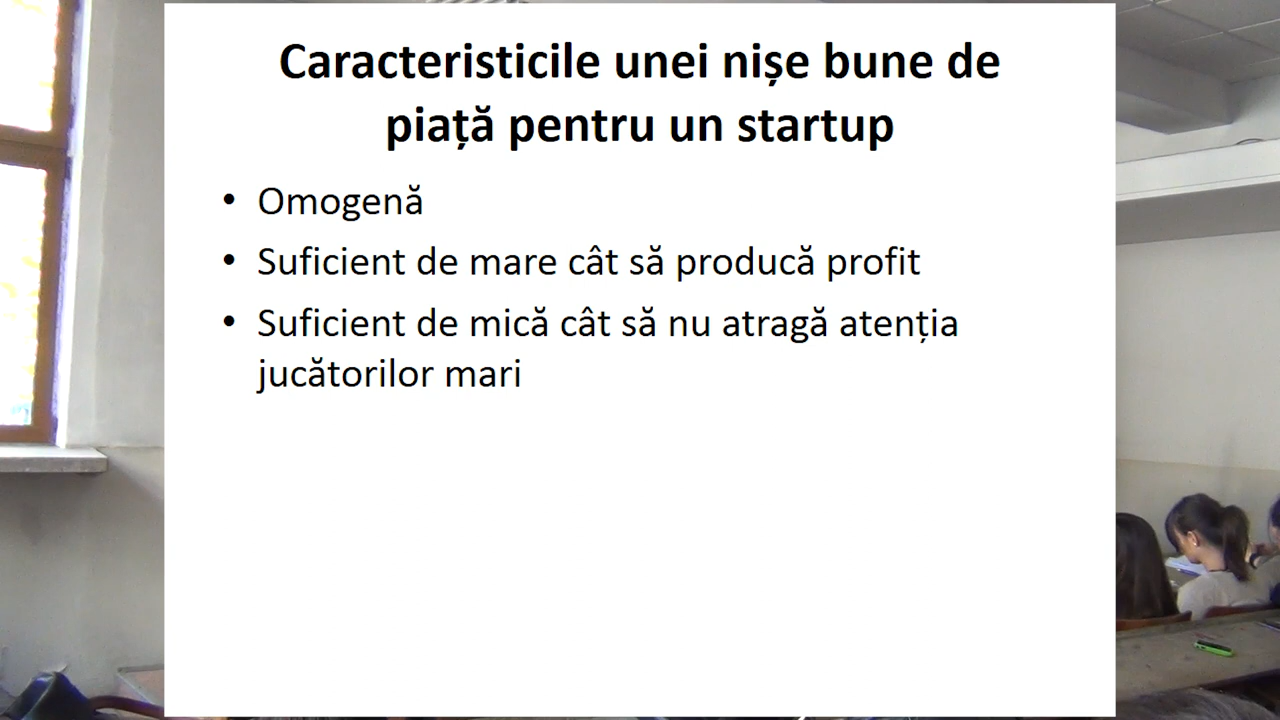 Caracteristicile unei nișe bune de
piață pentru un startup
• Omogenă
• Suficient de mare cât să producă profit
• Suficient de mică cât să nu atragă atenția
jucătorilor mari